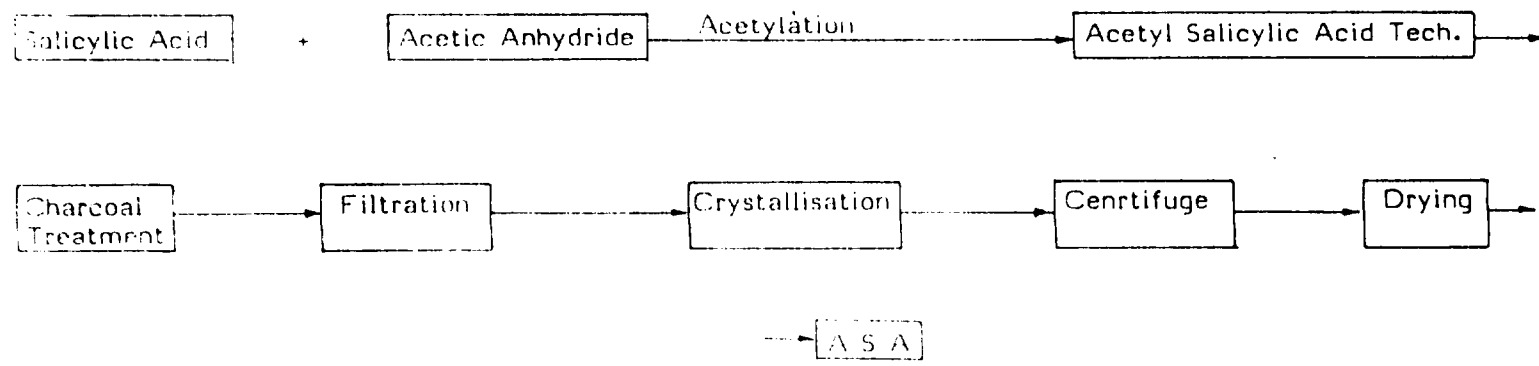 Salicylic Acid + Acetic Anhydride Acetylation Acetyl Salicylic Acid Tech.
Charcoal
Treatment
Filtration
Crystallisation
Cenrtifuge
Drying
A S A